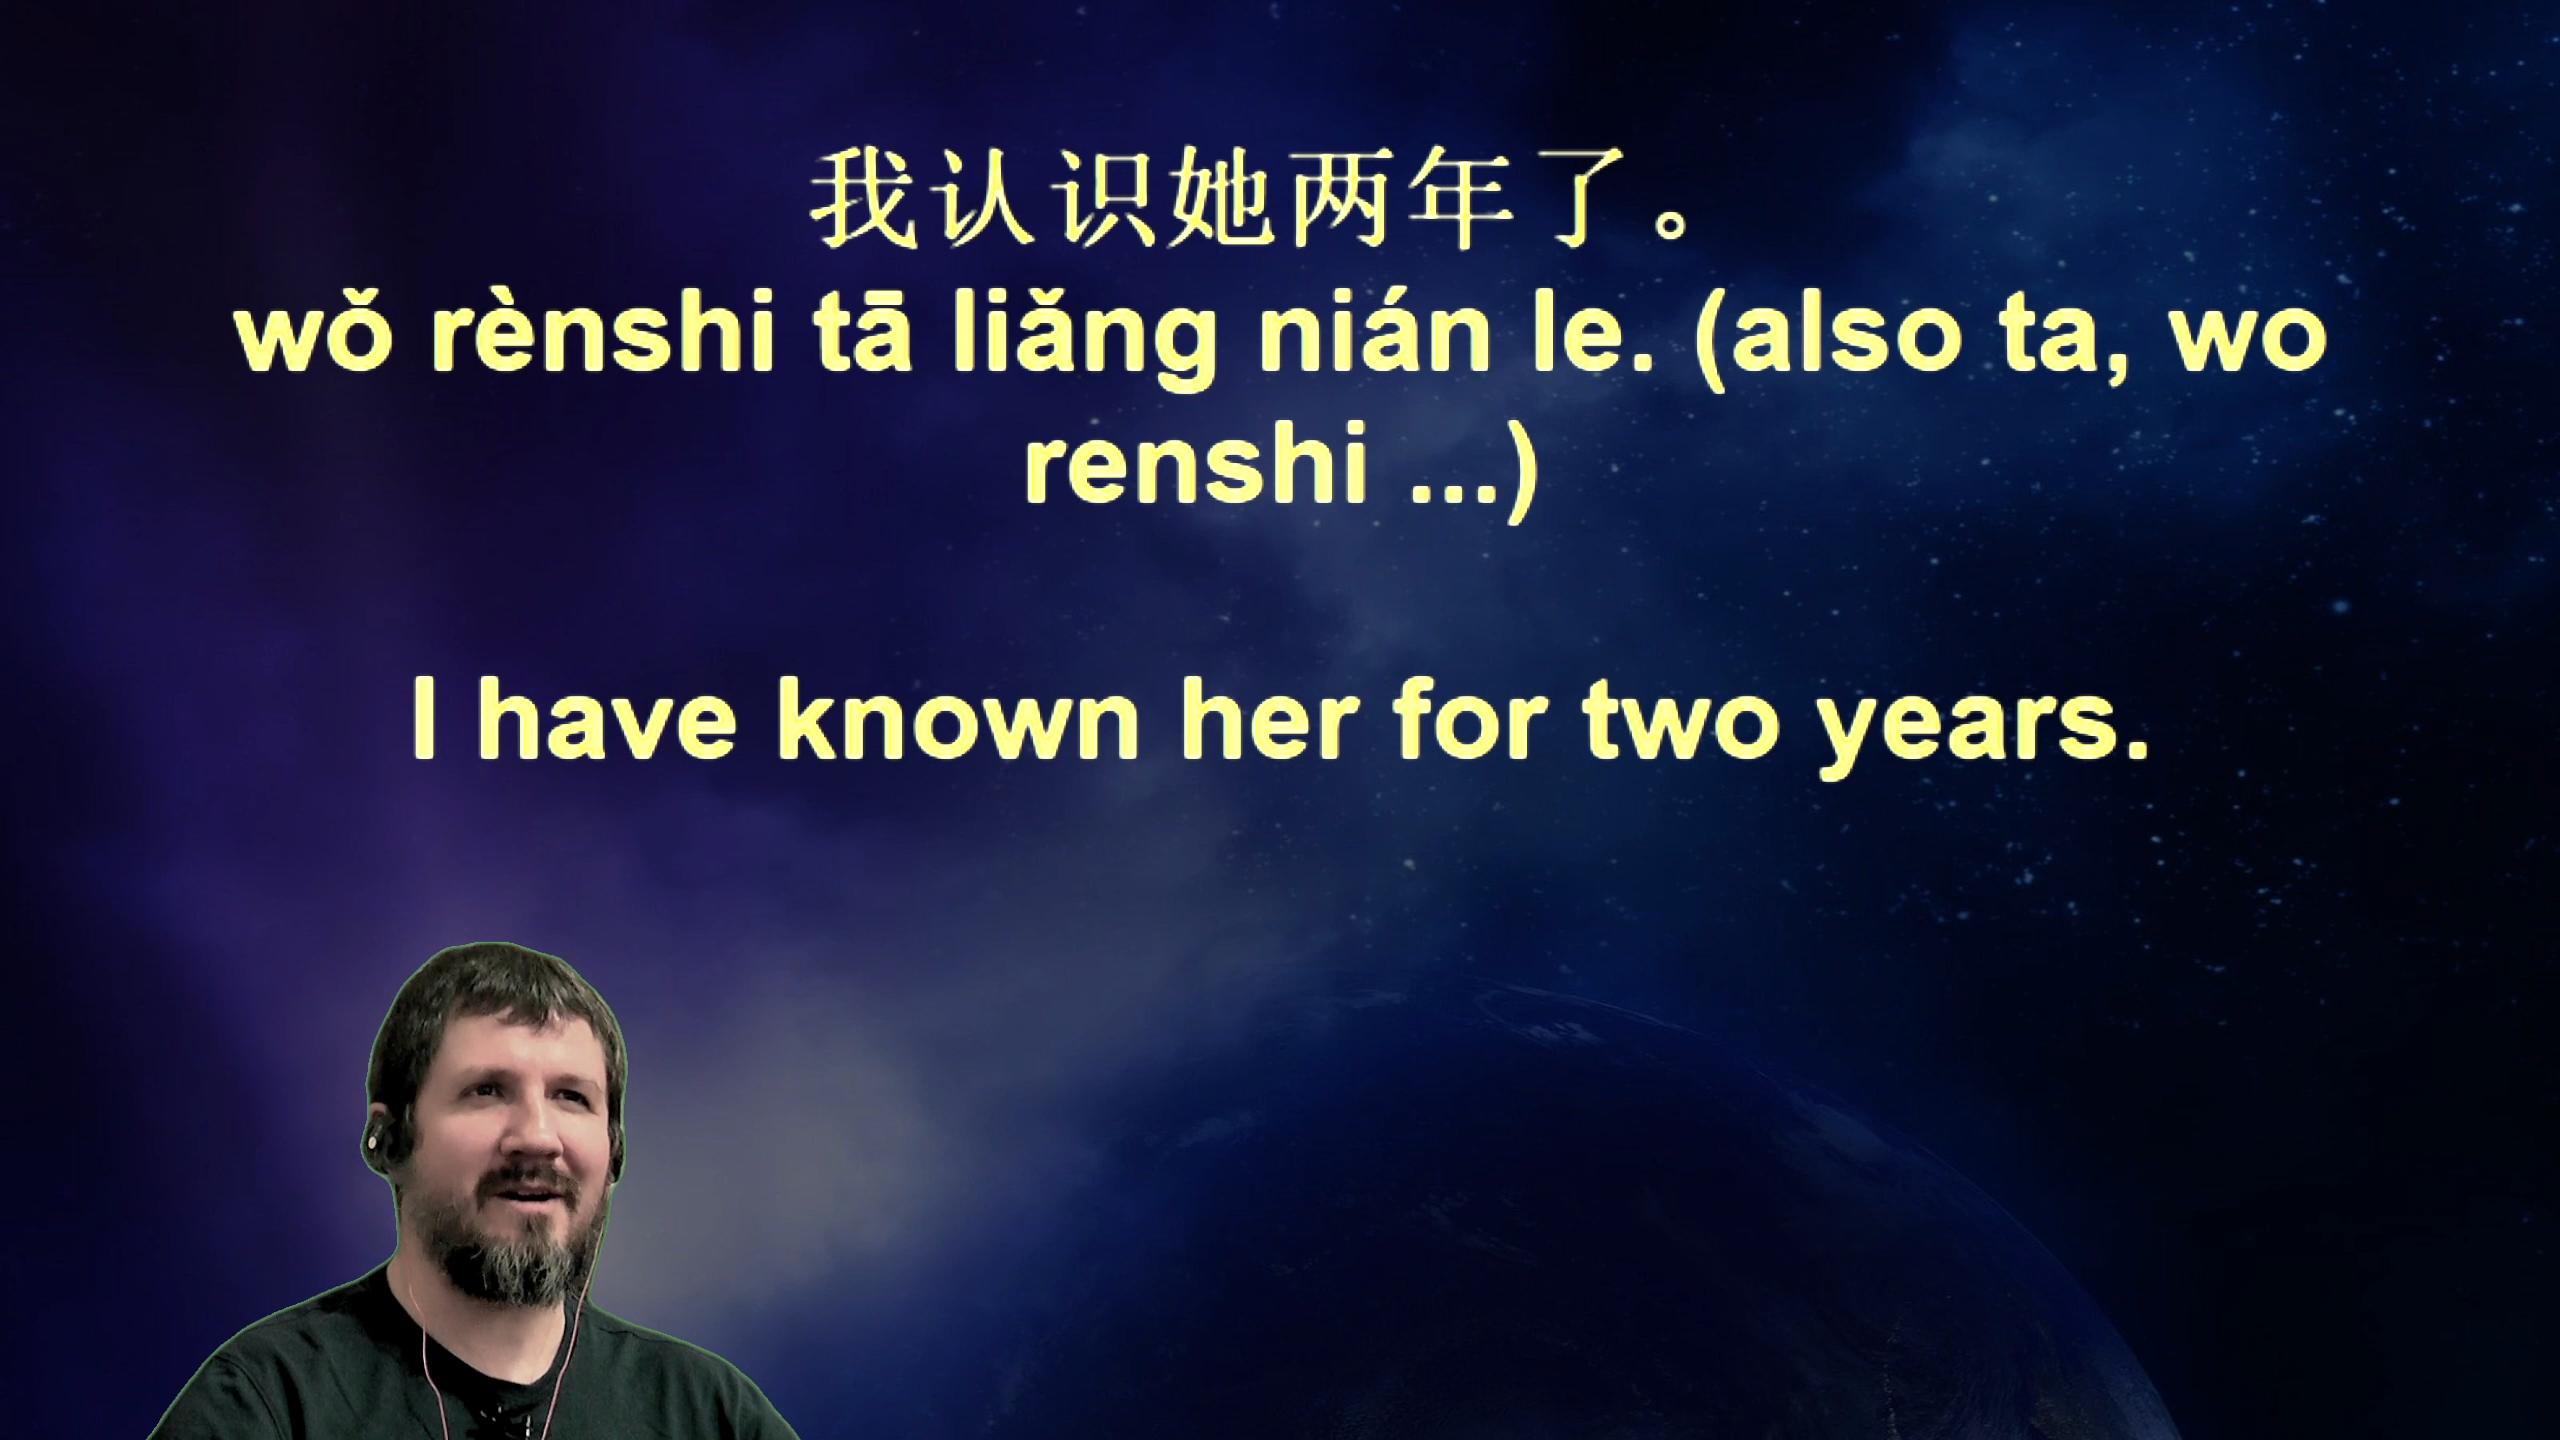 我认识她两年了。
wǒ rènshi tā liǎng nián le. (also ta, wo
renshi ...)
I have known her for two years.